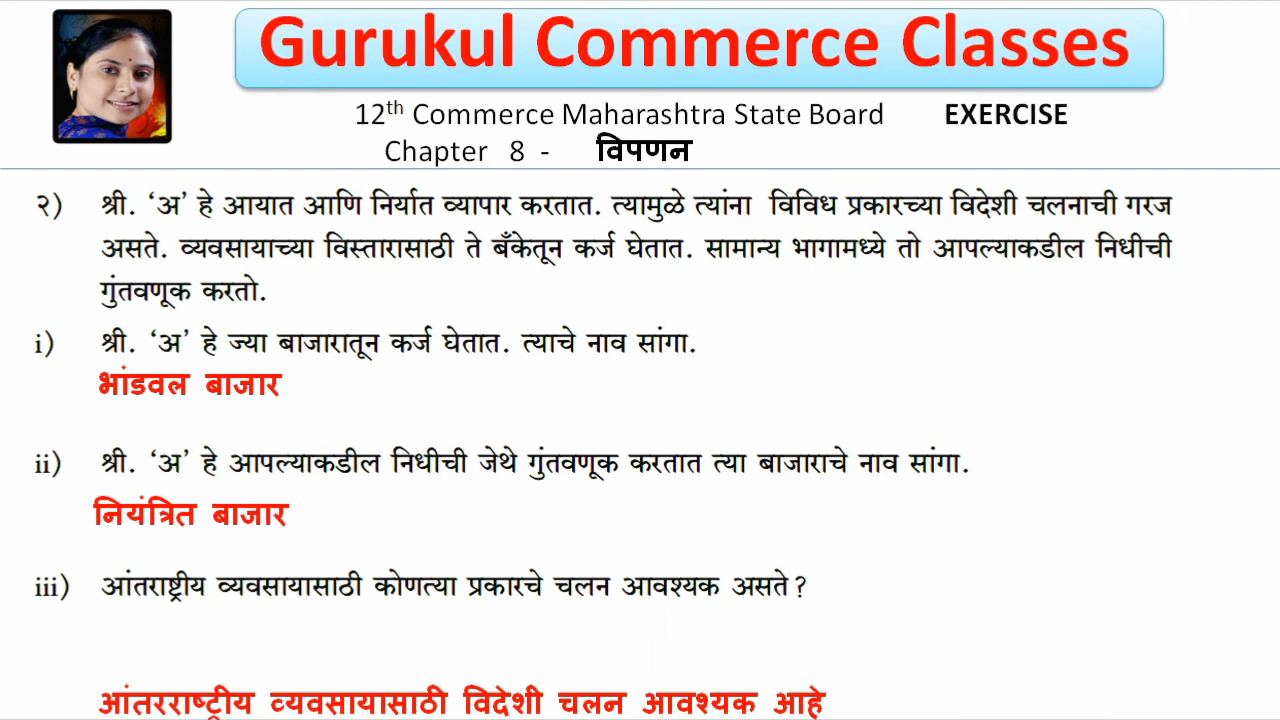 Gurukul Commerce Classes
12th Commerce Maharashtra State Board EXERCISE
Chapter 8 - विपणन
२) श्री. ‘अ’ हे आयात आणि निर्यात व्यापार करतात. त्यामुळे त्यांना विविध प्रकारच्या विदेशी चलनाची गरज
असते. व्यवसायाच्या विस्तारासाठी ते बँकेतून कर्ज घेतात. सामान्य भागामध्ये तो आपल्याकडील निधीची
गुंतवणूक करतो.
i) श्री. ‘अ’ हे ज्या बाजारातून कर्ज घेतात. त्याचे नाव सांगा.
भांडवल बाजार
ii) श्री. ‘अ’ हे आपल्याकडील निधीची जेथे गुंतवणूक करतात त्या बाजाराचे नाव सांगा.
नियंत्रित बाजार
iii) आंतराष्ट्रीय व्यवसायासाठी कोणत्या प्रकारचे चलन आवश्यक असते?
आंतरराष्ट्रीय व्यवसायासाठी विदेशी चलन आवश्यक आहे